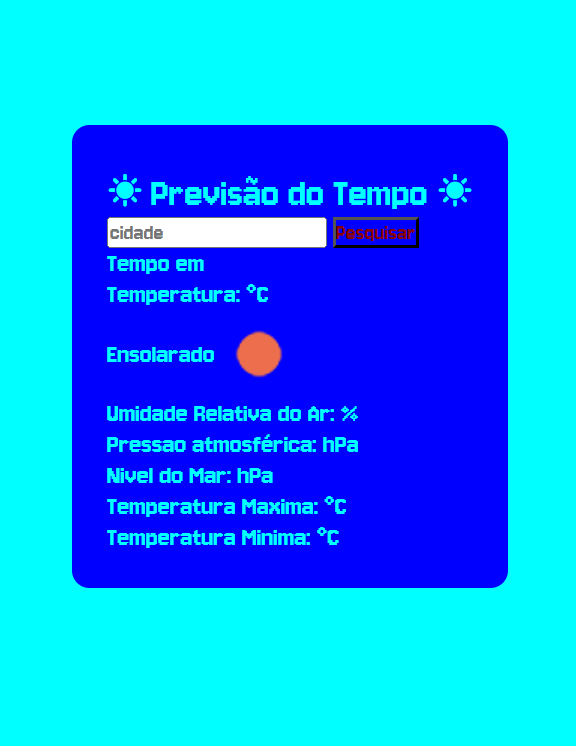 Previsão do Tempo
cidade Pesquisar
Tempo em
Temperatura: °C
Ensolarado
Umidade Relativa do Ar: %
Pressao atmosférica: hPa
Nivel do Mar: hPa
Temperatura Maxima: °C
Temperatura Minima: °C